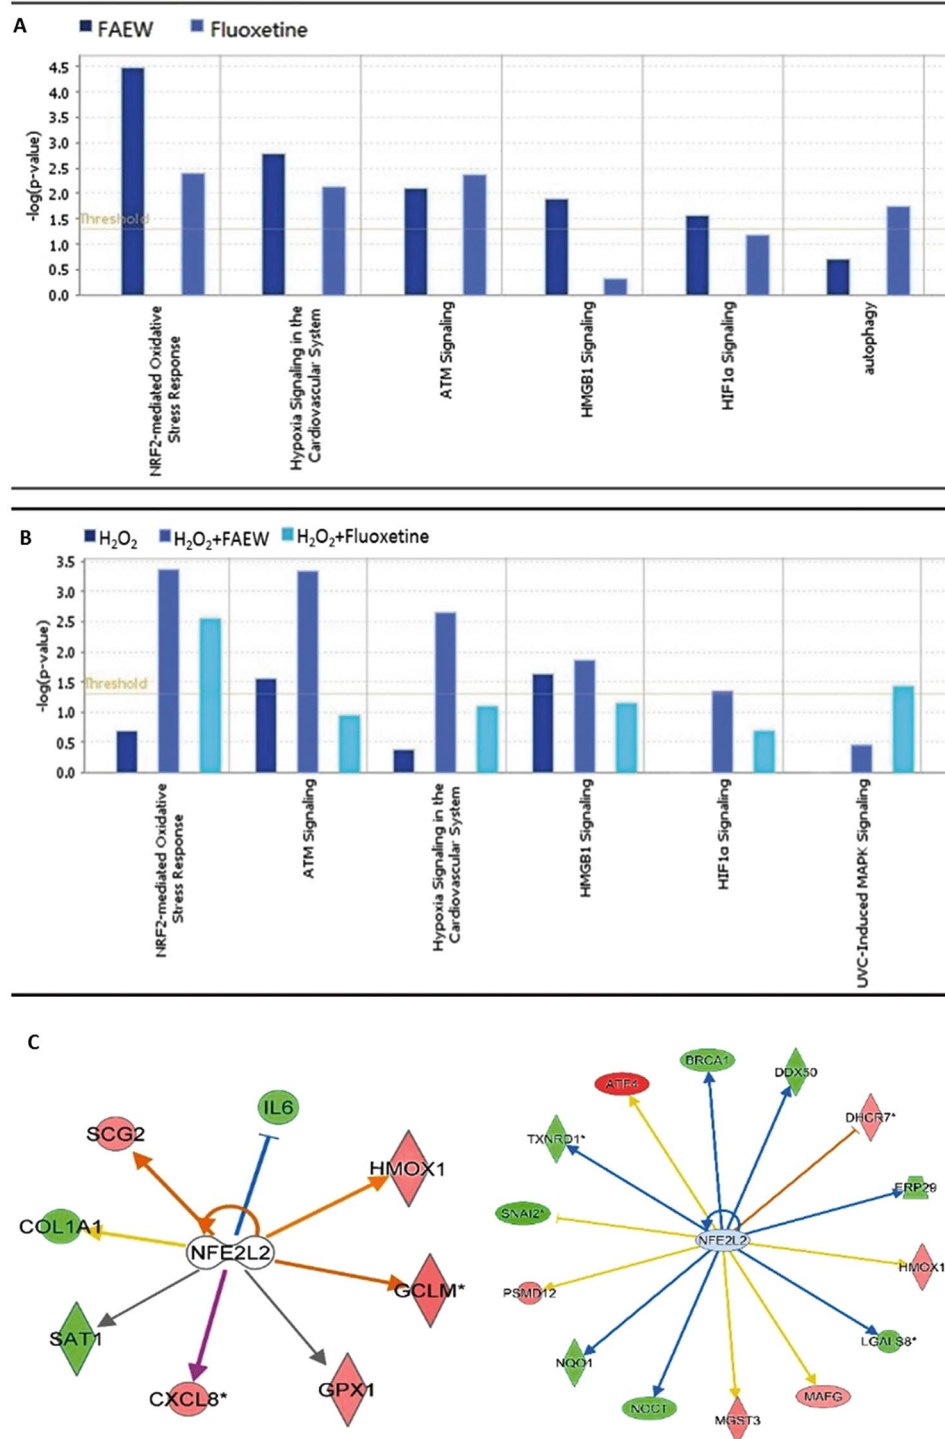 A
FAEW Fluoxetine
-log(p-value)
4.5
4.0
3.5
3.0
2.5
2.0
1.5
1.0
0.5
0.0
Threshold
NRF2-mediated Oxidative
Stress Response
Hypoxia Signaling in the
Cardiovascular System
ATM Signaling
HMGB1 Signaling
HIF1α Signaling
autophagy
B
H₂O₂ H₂O₂+FAEW H₂O₂+Fluoxetine
-log(p-value)
3.5
3.0
2.5
2.0
1.5
1.0
0.5
0.0
Threshold
NRF2-mediated Oxidative
Stress Response
ATM Signaling
Hypoxia Signaling in the
Cardiovascular System
HMGB1 Signaling
HIF1α Signaling
UVC-Induced MAPK Signaling
C
IL6
SCG2
HMOX1
COL1A1
NFE2L2
GCLM*
SAT1
CXCL8*
GPX1
BRCA1
DDX50
ATF4
DHCR7*
TXNRD1*
ERP29
SNAI2*
NFE2L2
HMOX1
PSMD12
LGALS8*
NQO1
MAFG
NOCT
MGST3